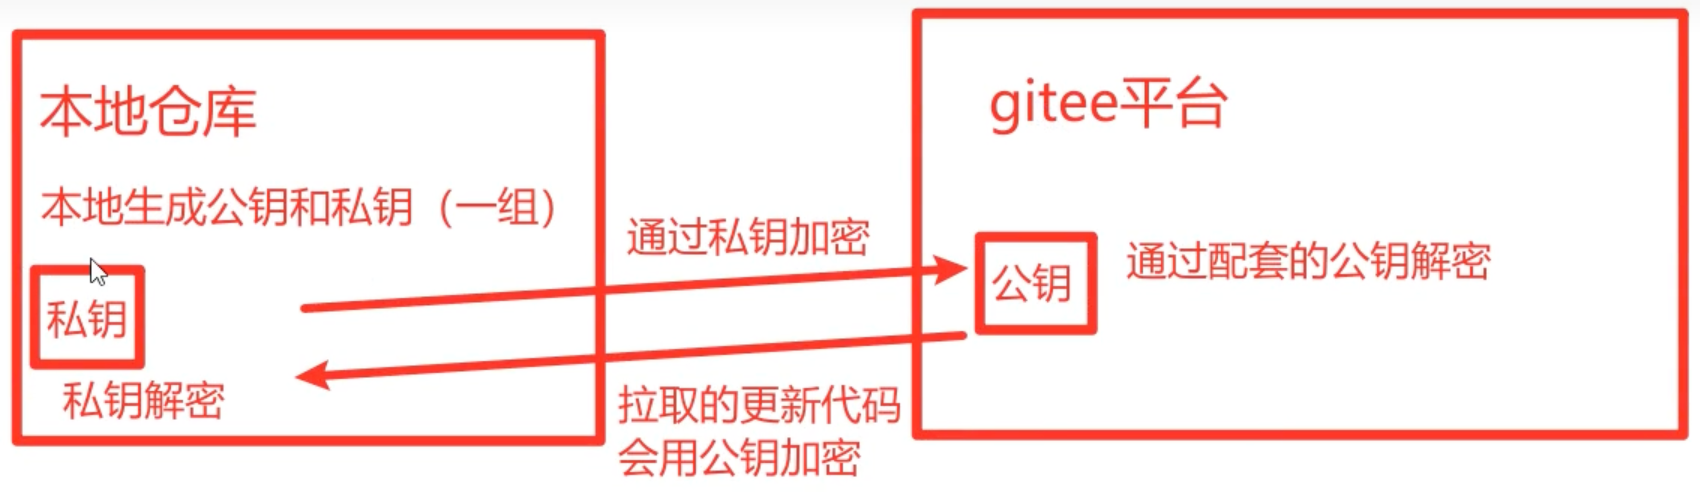 本地仓库
本地生成公钥和私钥（一组）
私钥
私钥解密
通过私钥加密
拉取的更新代码
会用公钥加密
gitee平台
公钥
通过配套的公钥解密